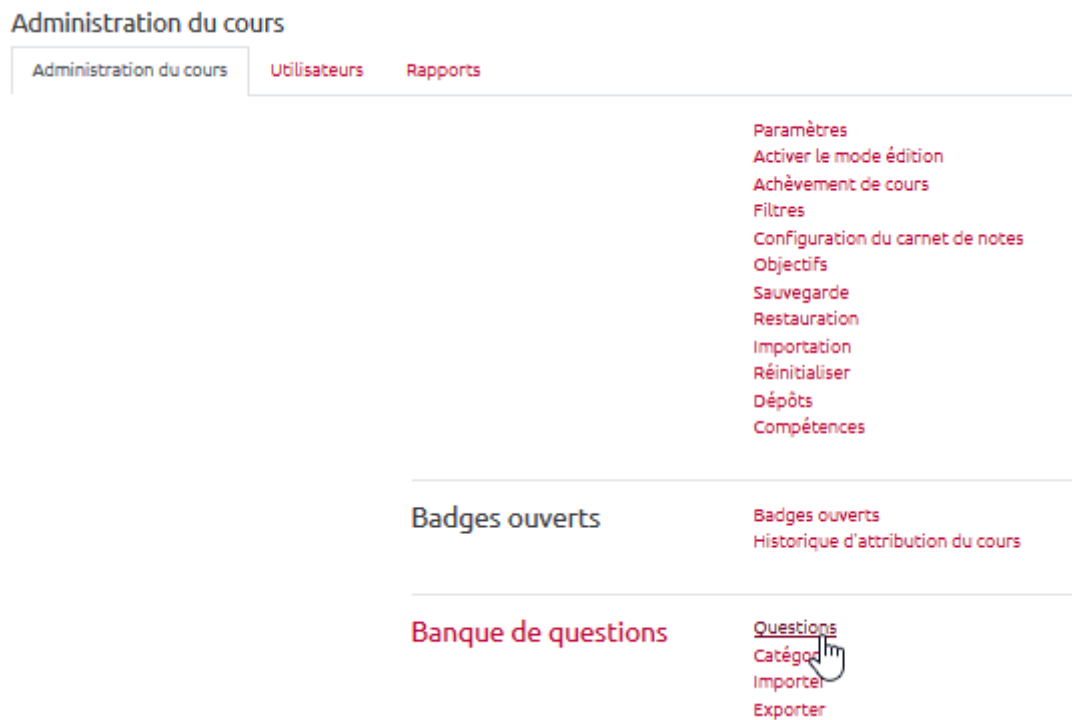 Administration du cours
Administration du cours Utilisateurs Rapports
Paramètres
Activer le mode édition
Achèvement de cours
Filtres
Configuration du carnet de notes
Objectifs
Sauvegarde
Restauration
Importation
Réinitialiser
Dépôts
Compétences
Badges ouverts
Badges ouverts
Historique d'attribution du cours
Banque de questions
Questions
Importer
Exporter